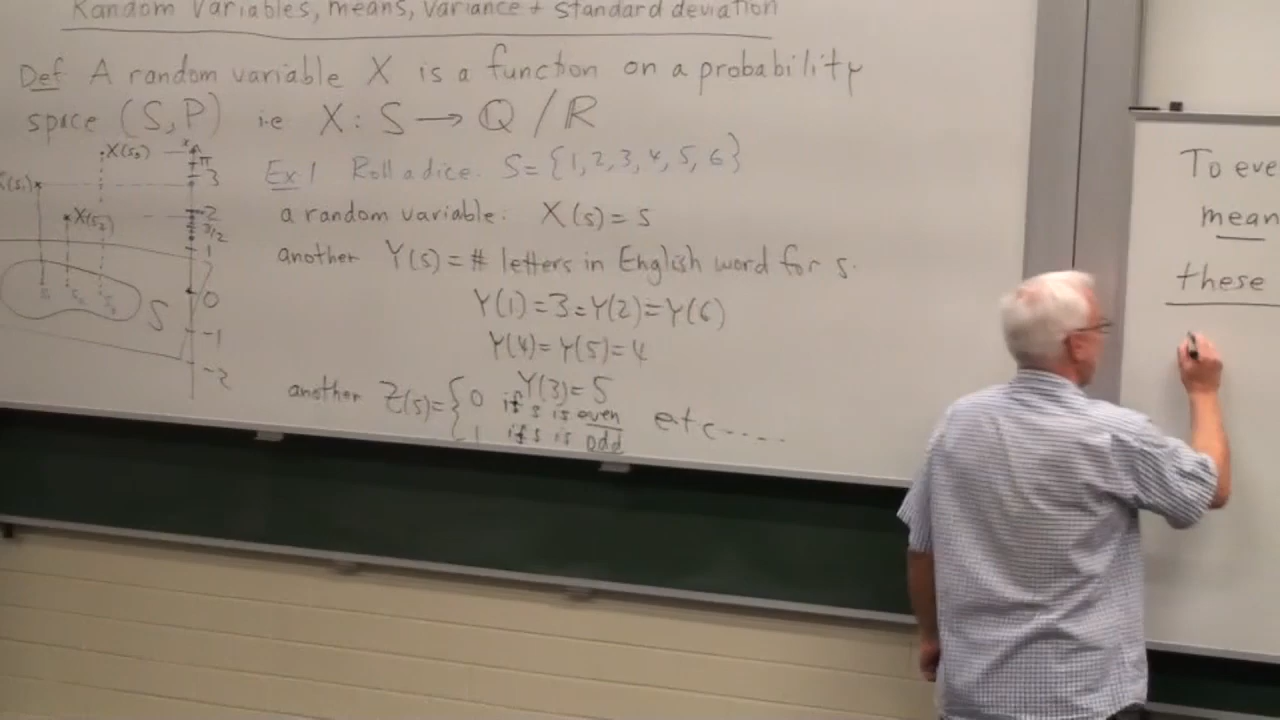 Random Variables, means, variance + standard deviation
Def A random variable X is a function on a probability
space (S,P) i.e X : S → Q / R
Ex 1 Roll a dice. S = {1, 2, 3, 4, 5, 6}
a random variable: X(s) = s
another Y(s) = # letters in English word for s.
Y(1) = 3 = Y(2) = Y(6)
Y(4) = Y(5) = 4
Y(3) = 5
another Z(s) = { 0 if s is even
1 if s is odd
etc....
X(s₃)
X(s₁)
X(s₂)
S
π
3
2
3/2
1
0
-1
-2
To eve
mean
these